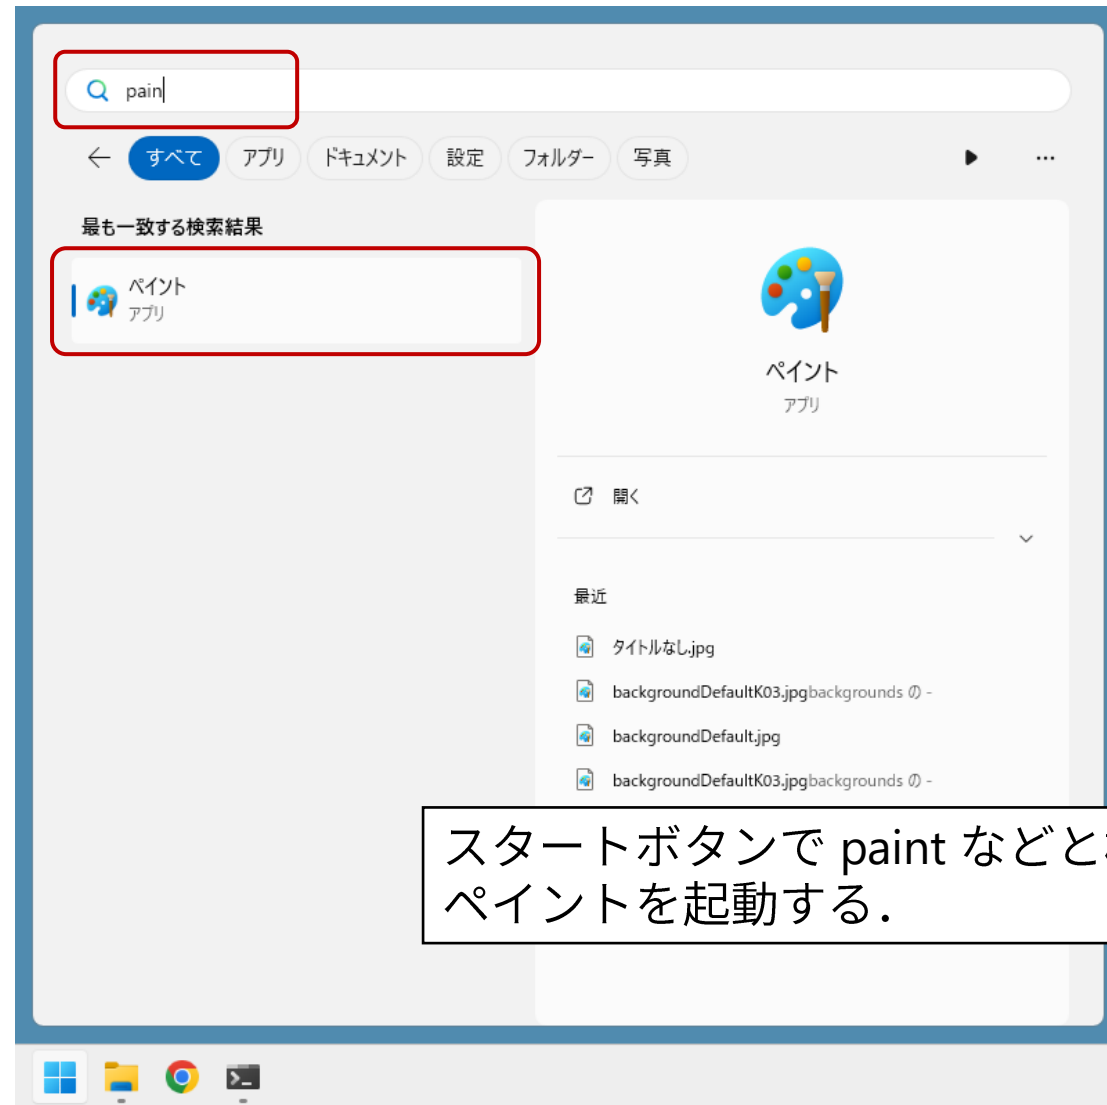 pain
すべて アプリ ドキュメント 設定 フォルダー 写真
最も一致する検索結果
ペイント
アプリ
ペイント
アプリ
開く
最近
タイトルなし.jpg
backgroundDefaultK03.jpgbackgrounds の -
backgroundDefault.jpg
backgroundDefaultK03.jpgbackgrounds の -
スタートボタンで paint などと
ペイントを起動する．